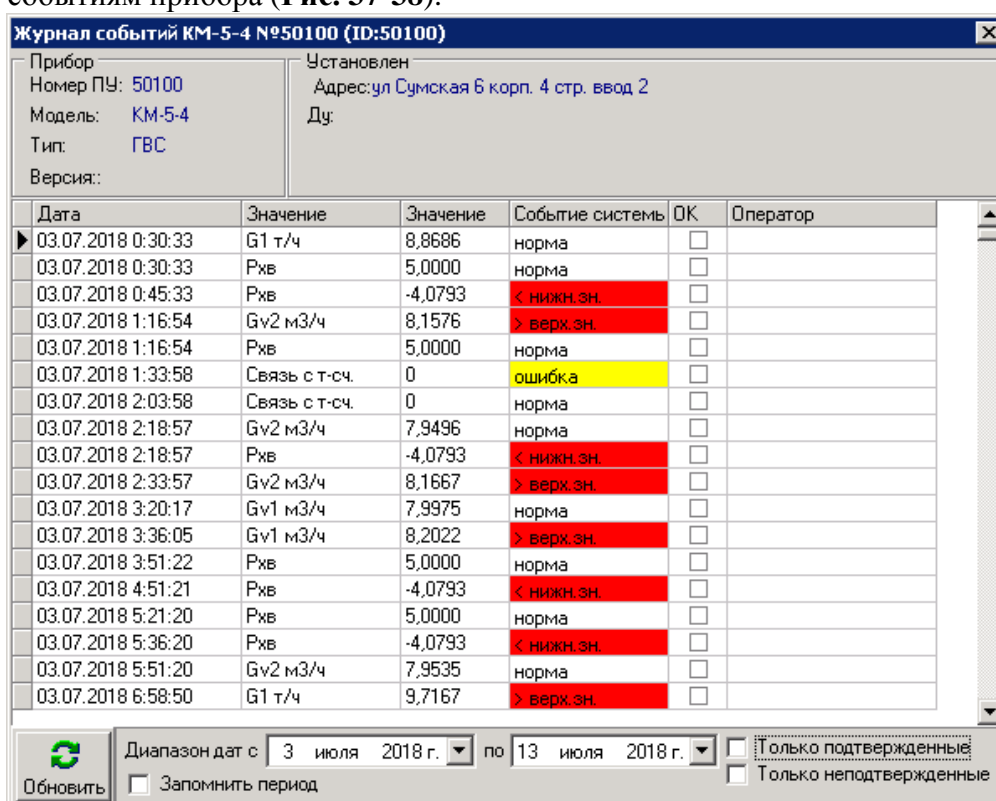 событиям прибора (Рис. 37-38).
Журнал событий КМ-5-4 №50100 (ID:50100)
Прибор
Номер ПУ: 50100
Модель: КМ-5-4
Тип: ГВС
Версия::
Установлен
Адрес:ул Сумская 6 корп. 4 стр. ввод 2
Ду:
Дата Значение Значение Событие системь ОК Оператор
03.07.2018 0:30:33 G1 т/ч 8,8686 норма
03.07.2018 0:30:33 Рхв 5,0000 норма
03.07.2018 0:45:33 Рхв -4,0793 < нижн.зн.
03.07.2018 1:16:54 Gv2 м3/ч 8,1576 > верх.зн.
03.07.2018 1:16:54 Рхв 5,0000 норма
03.07.2018 1:33:58 Связь с т-сч. 0 ошибка
03.07.2018 2:03:58 Связь с т-сч. 0 норма
03.07.2018 2:18:57 Gv2 м3/ч 7,9496 норма
03.07.2018 2:18:57 Рхв -4,0793 < нижн.зн.
03.07.2018 2:33:57 Gv2 м3/ч 8,1667 > верх.зн.
03.07.2018 3:20:17 Gv1 м3/ч 7,9975 норма
03.07.2018 3:36:05 Gv1 м3/ч 8,2022 > верх.зн.
03.07.2018 3:51:22 Рхв 5,0000 норма
03.07.2018 4:51:21 Рхв -4,0793 < нижн.зн.
03.07.2018 5:21:20 Рхв 5,0000 норма
03.07.2018 5:36:20 Рхв -4,0793 < нижн.зн.
03.07.2018 5:51:20 Gv2 м3/ч 7,9535 норма
03.07.2018 6:58:50 G1 т/ч 9,7167 > верх.зн.
Обновить
Диапазон дат с 3 июля 2018 г. по 13 июля 2018 г.
Запомнить период
Только подтвержденные
Только неподтвержденные